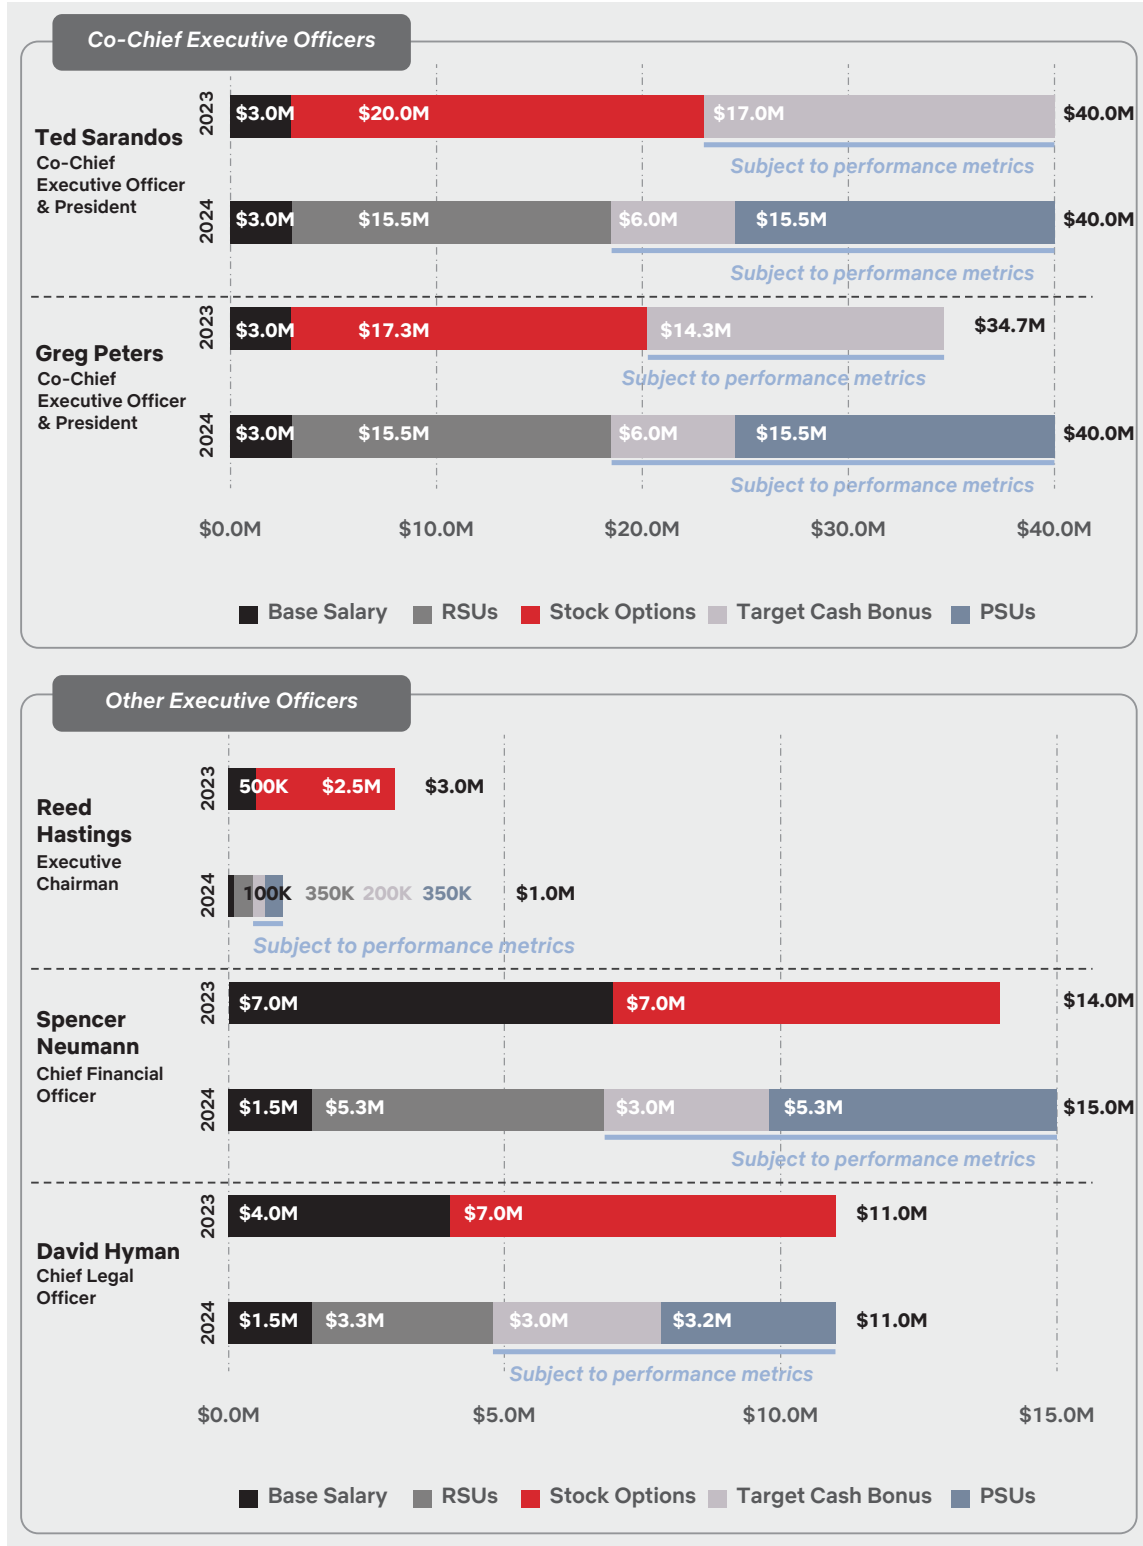 Co-Chief Executive Officers
Ted Sarandos
Co-Chief
Executive Officer
& President
2023
$3.0M $20.0M $17.0M $40.0M
Subject to performance metrics
2024
$3.0M $15.5M $6.0M $15.5M $40.0M
Subject to performance metrics
Greg Peters
Co-Chief
Executive Officer
& President
2023
$3.0M $17.3M $14.3M $34.7M
Subject to performance metrics
2024
$3.0M $15.5M $6.0M $15.5M $40.0M
Subject to performance metrics
$0.0M $10.0M $20.0M $30.0M $40.0M
Base Salary RSUs Stock Options Target Cash Bonus PSUs
Other Executive Officers
Reed
Hastings
Executive
Chairman
2023
500K $2.5M $3.0M
2024
100K 350K 200K 350K $1.0M
Subject to performance metrics
Spencer
Neumann
Chief Financial
Officer
2023
$7.0M $7.0M $14.0M
2024
$1.5M $5.3M $3.0M $5.3M $15.0M
Subject to performance metrics
David Hyman
Chief Legal
Officer
2023
$4.0M $7.0M $11.0M
2024
$1.5M $3.3M $3.0M $3.2M $11.0M
Subject to performance metrics
$0.0M $5.0M $10.0M $15.0M
Base Salary RSUs Stock Options Target Cash Bonus PSUs